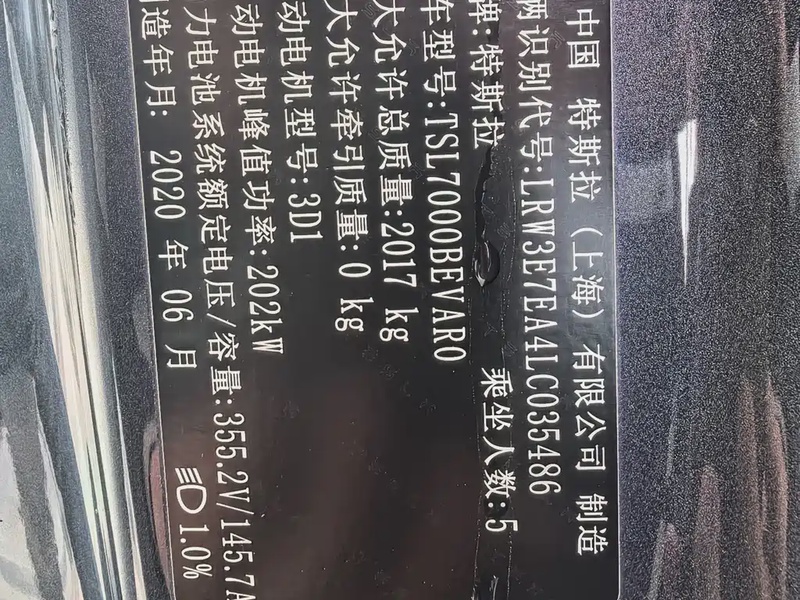 中国 特斯拉（上海）有限公司 制造
辆识别代号:LRW3E7EA4LC035486
牌:特斯拉 乘坐人数:5
车型号:TSL7000BEVAR0
大允许总质量:2017 kg
大允许牵引质量:0 kg
动电机型号:3D1
动电机峰值功率:202kW
力电池系统额定电压/容量:355.2V/145.7A
造年月: 2020 年 06 月
1.0%